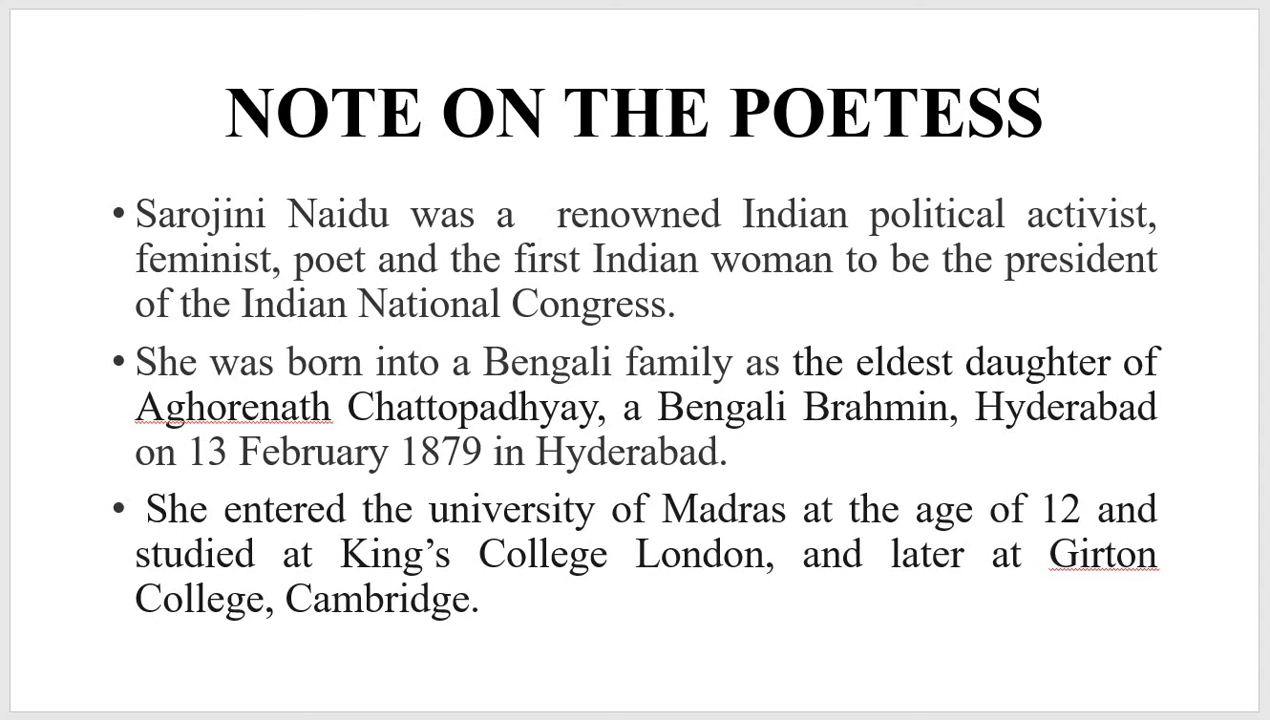 NOTE ON THE POETESS
• Sarojini Naidu was a renowned Indian political activist,
feminist, poet and the first Indian woman to be the president
of the Indian National Congress.
• She was born into a Bengali family as the eldest daughter of
Aghorenath Chattopadhyay, a Bengali Brahmin, Hyderabad
on 13 February 1879 in Hyderabad.
• She entered the university of Madras at the age of 12 and
studied at King’s College London, and later at Girton
College, Cambridge.